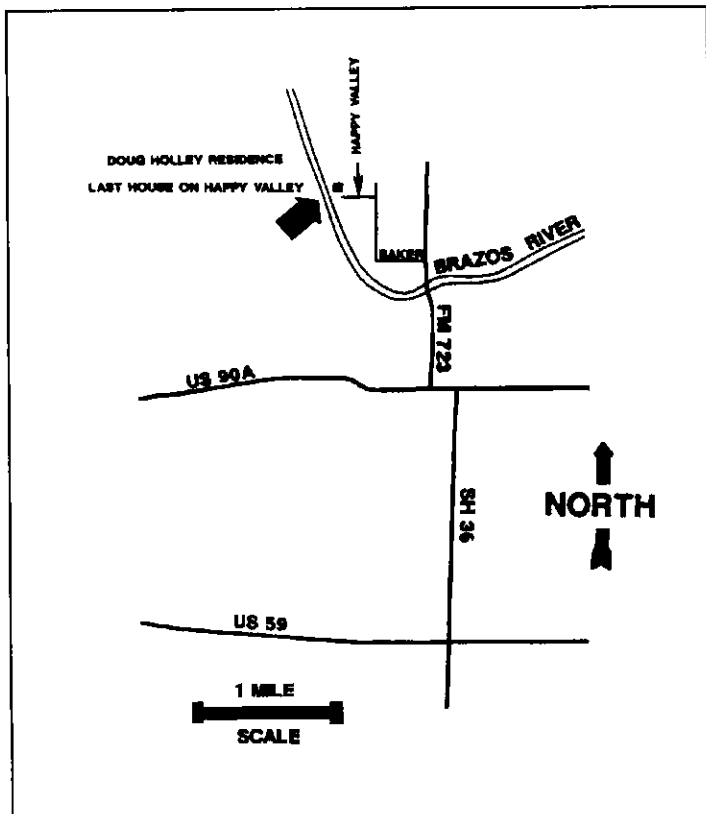 HAPPY VALLEY
DOUG HOLLEY RESIDENCE
LAST HOUSE ON HAPPY VALLEY
BAKER
BRAZOS RIVER
FM 723
US 90A
SH 36
NORTH
US 59
1 MILE
SCALE